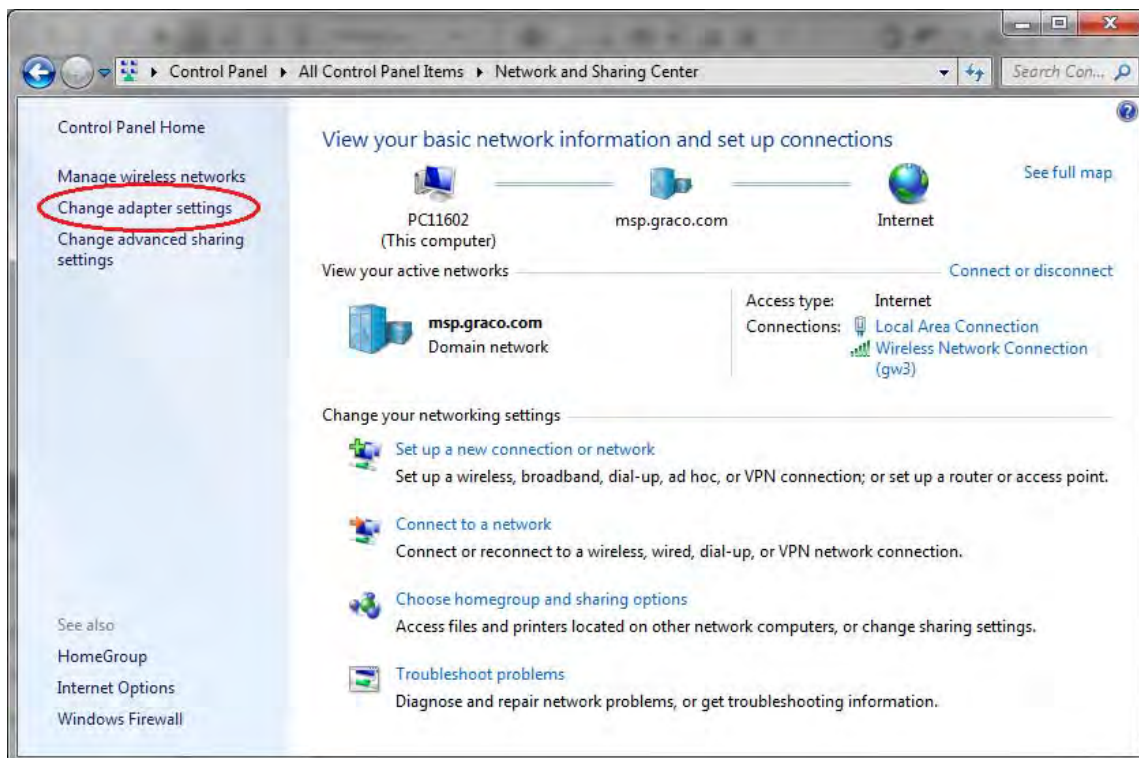 Control Panel ▸ All Control Panel Items ▸ Network and Sharing Center
Search Con...
Control Panel Home
Manage wireless networks
Change adapter settings
Change advanced sharing
settings
See also
HomeGroup
Internet Options
Windows Firewall
View your basic network information and set up connections
See full map
PC11602
(This computer)
msp.graco.com
Internet
View your active networks
Connect or disconnect
msp.graco.com
Domain network
Access type: Internet
Connections: Local Area Connection
Wireless Network Connection
(gw3)
Change your networking settings
Set up a new connection or network
Set up a wireless, broadband, dial-up, ad hoc, or VPN connection; or set up a router or access point.
Connect to a network
Connect or reconnect to a wireless, wired, dial-up, or VPN network connection.
Choose homegroup and sharing options
Access files and printers located on other network computers, or change sharing settings.
Troubleshoot problems
Diagnose and repair network problems, or get troubleshooting information.